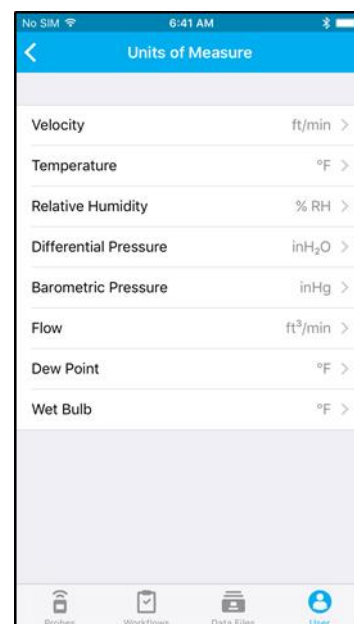 No SIM 6:41 AM
Units of Measure
Velocity ft/min
Temperature °F
Relative Humidity % RH
Differential Pressure inH₂O
Barometric Pressure inHg
Flow ft³/min
Dew Point °F
Wet Bulb °F
Probes Workflows Data Files User